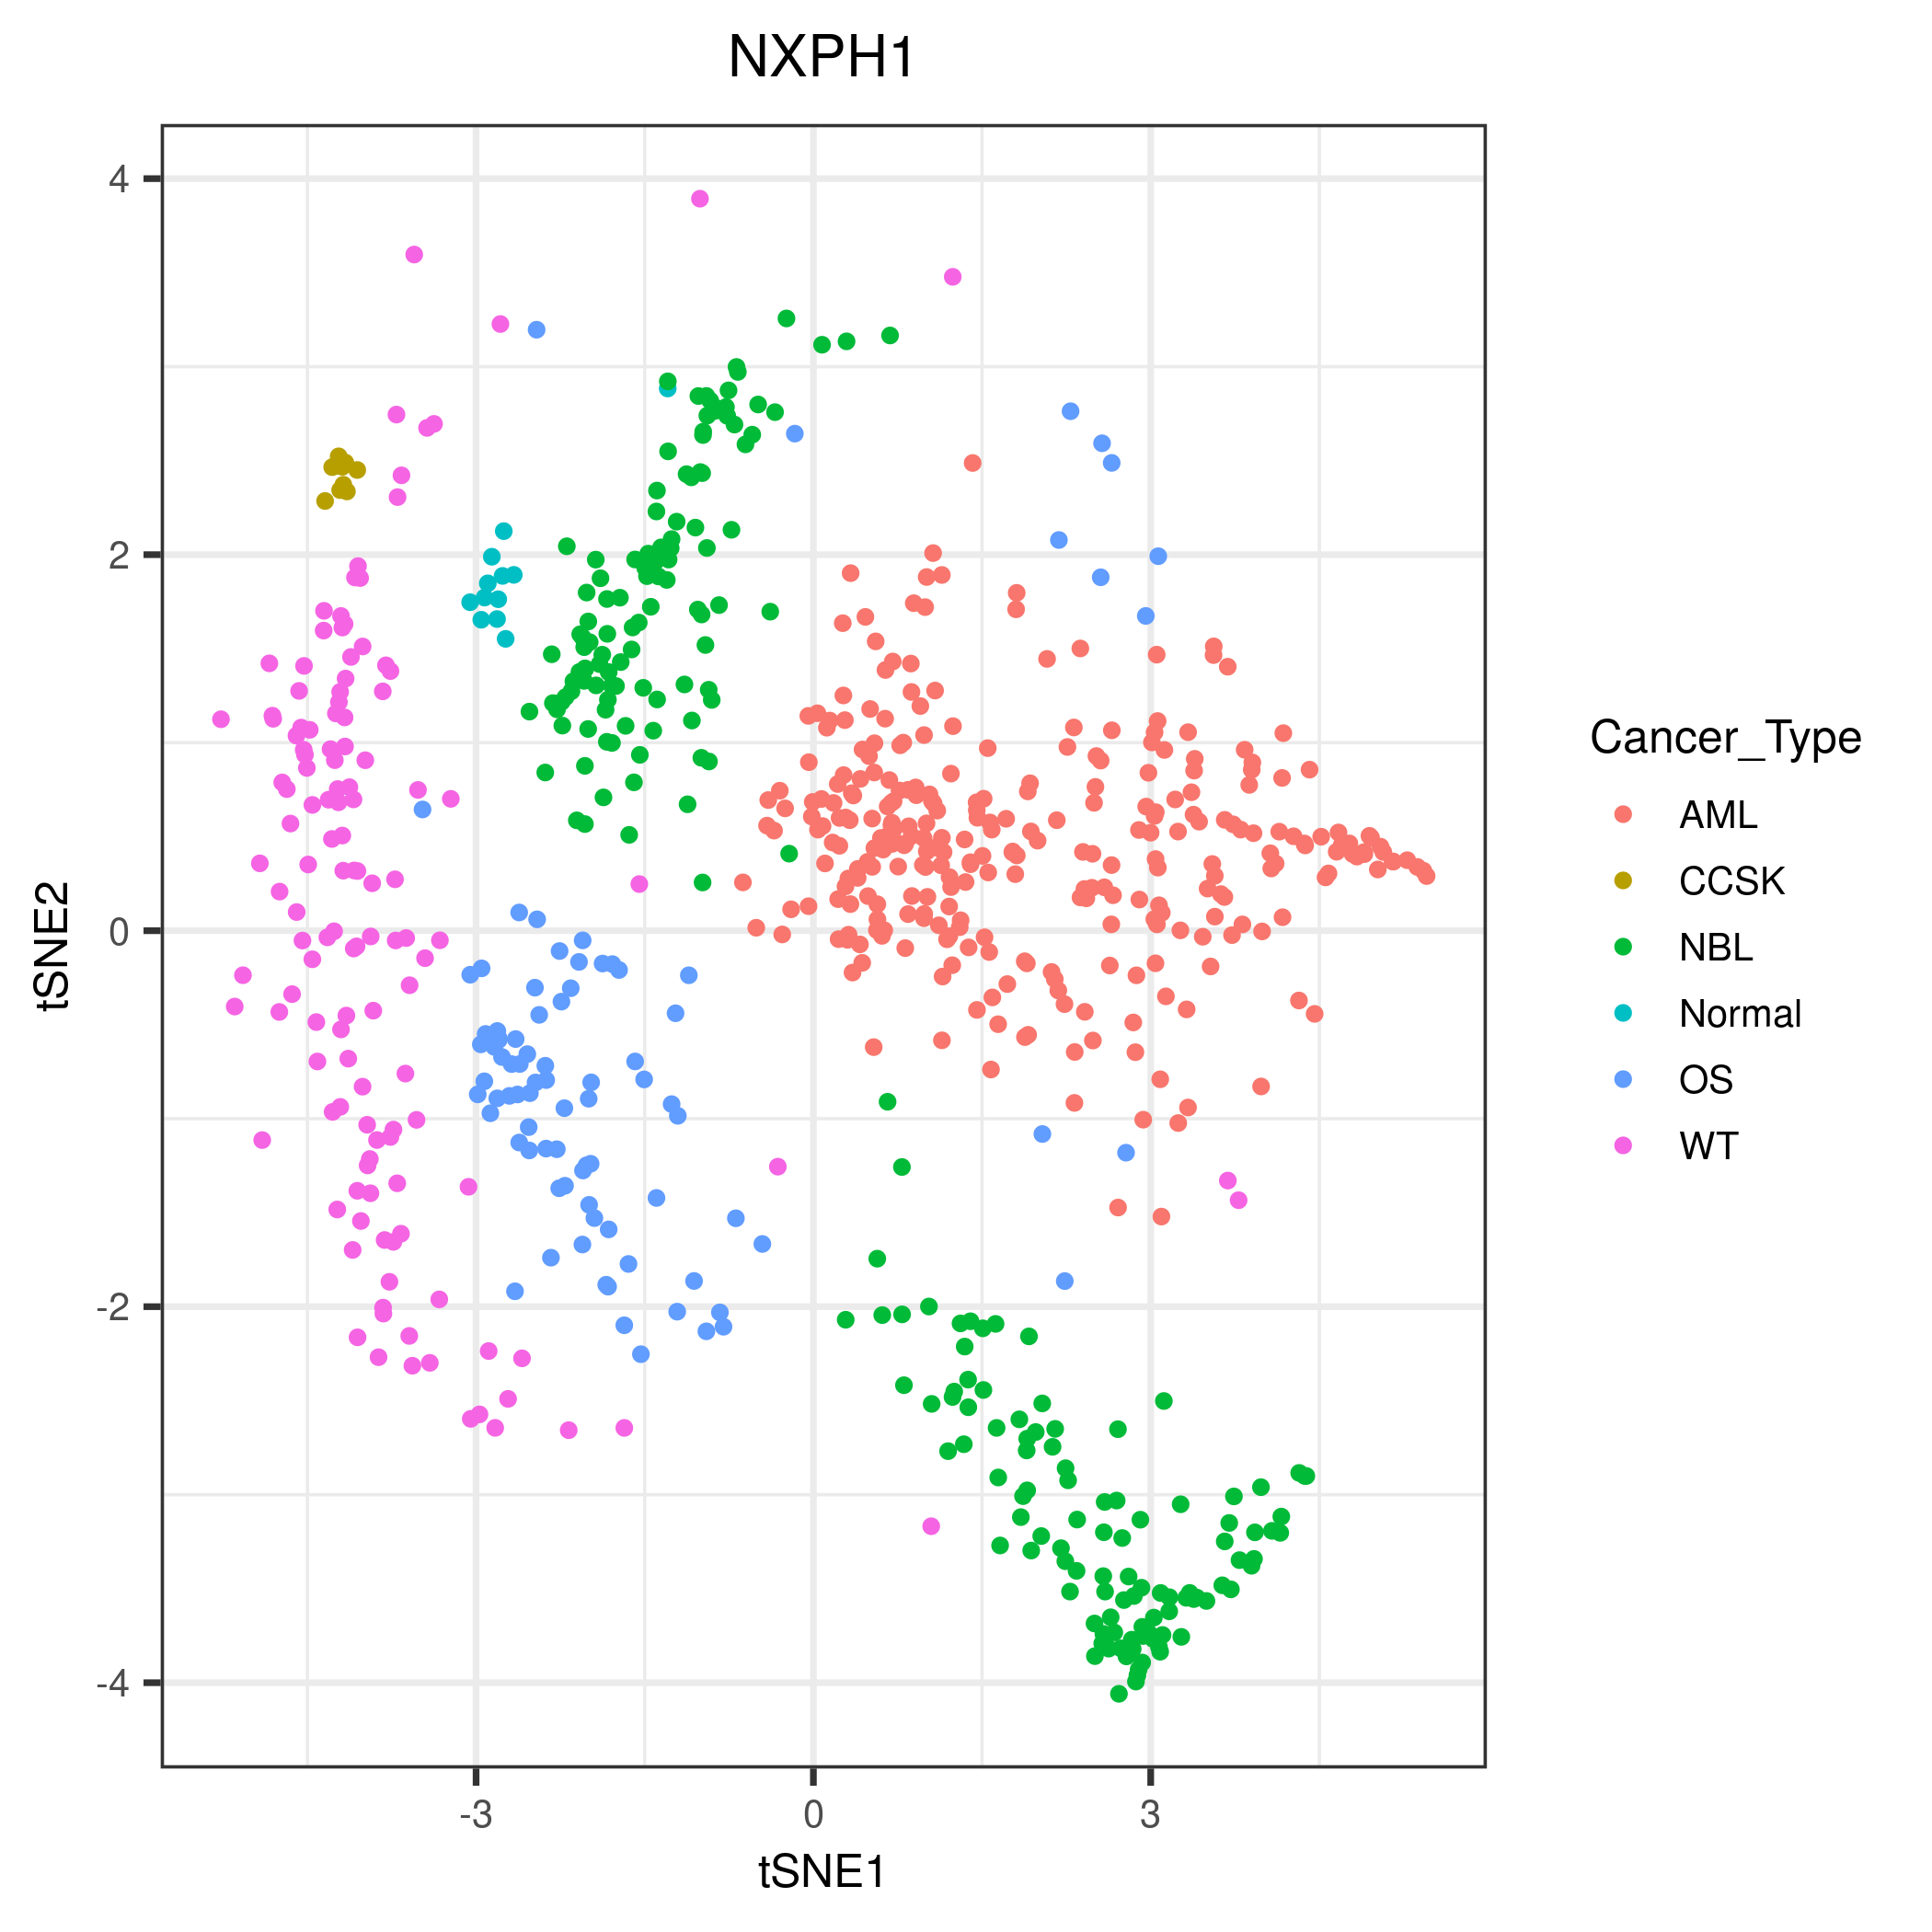 NXPH1
4
2
0
-2
-4
tSNE2
-3 0 3
tSNE1
Cancer_Type
AML
CCSK
NBL
Normal
OS
WT